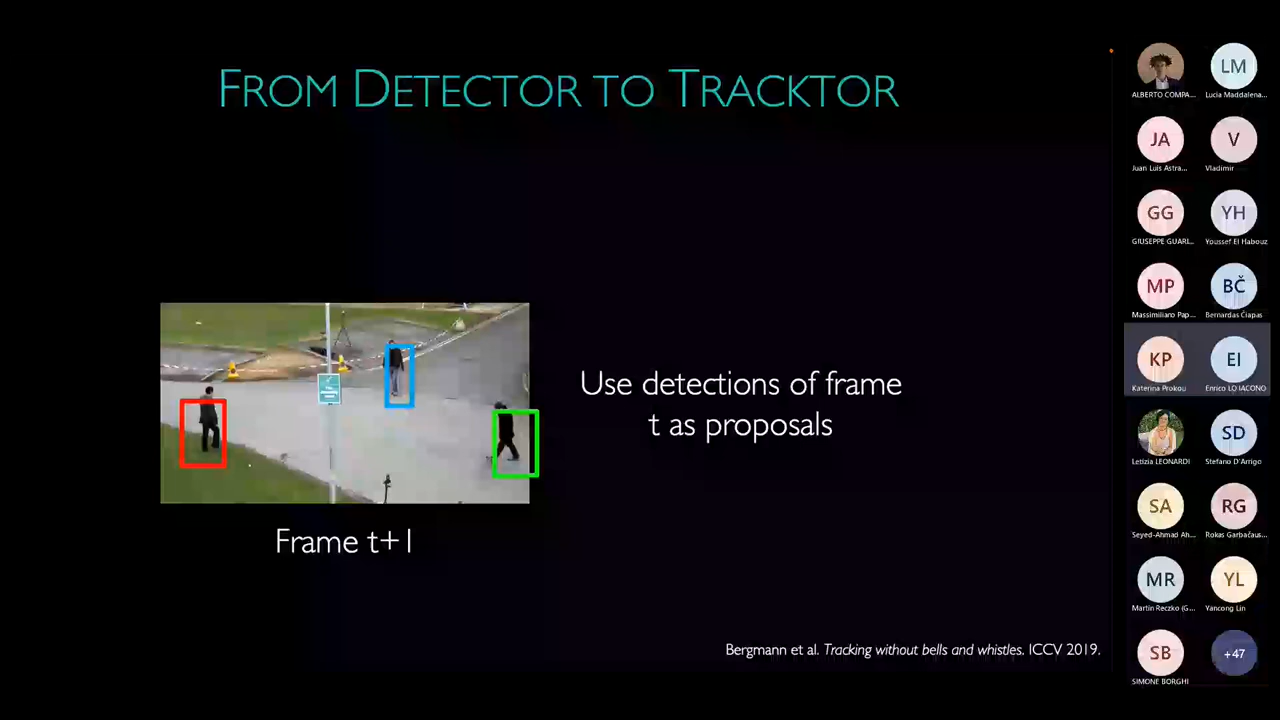 FROM DETECTOR TO TRACKTOR
Use detections of frame
t as proposals
Frame t+1
Bergmann et al. Tracking without bells and whistles. ICCV 2019.
ALBERTO COMPA...
LM
Lucia Maddalena...
JA
Juan Luis Astra...
V
Vladimir
GG
GIUSEPPE GUARI...
YH
Youssef El Habouz
MP
Massimiliano Pap...
BČ
Bernardas Čiapas
KP
Katerina Prokou
EI
Enrico LO IACONO
Letizia LEONARDI
SD
Stefano D'Arrigo
SA
Seyed-Ahmad Ah...
RG
Rokas Garbačaus...
MR
Martin Reczko (G...
YL
Yancong Lin
SB
SIMONE BORGHI
+47